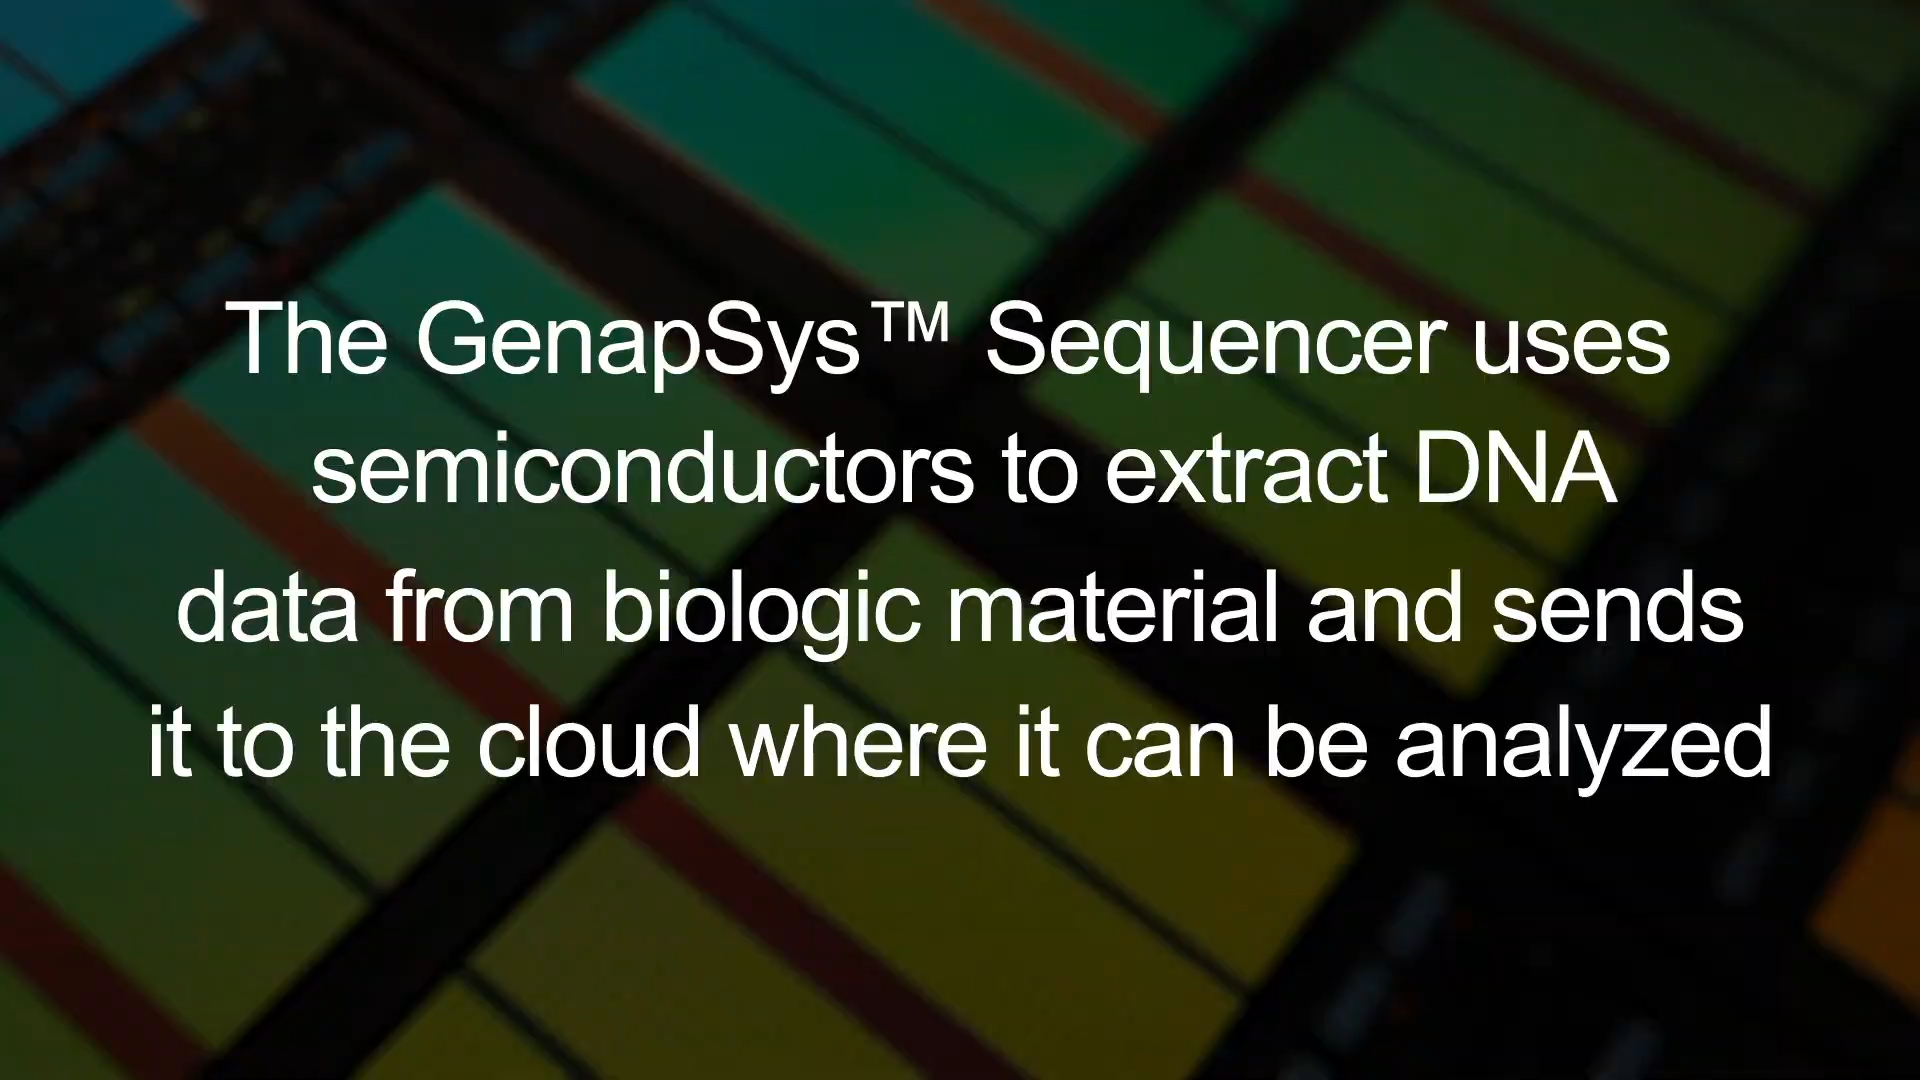 The GenapSys™ Sequencer uses
semiconductors to extract DNA
data from biologic material and sends
it to the cloud where it can be analyzed